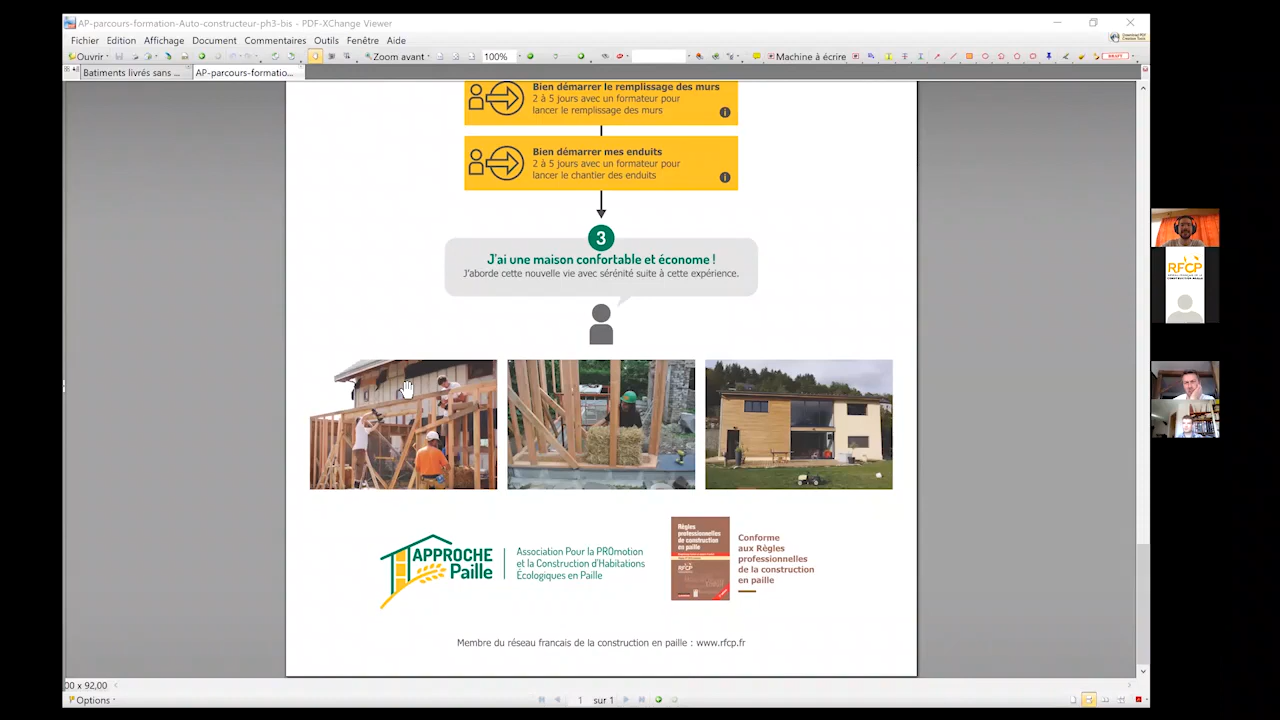 AP-parcours-formation-Auto-constructeur-ph3-bis - PDF-XChange Viewer
Fichier Edition Affichage Document Commentaires Outils Fenêtre Aide
Ouvrir Zoom avant 100% Machine à écrire
Batiments livrés sans ... AP-parcours-formatio...
Bien démarrer le remplissage des murs
2 à 5 jours avec un formateur pour
lancer le remplissage des murs
Bien démarrer mes enduits
2 à 5 jours avec un formateur pour
lancer le chantier des enduits
3
J'ai une maison confortable et économe !
J'aborde cette nouvelle vie avec sérénité suite à cette expérience.
APPROCHE
Paille
Association Pour la PROmotion
et la Construction d'Habitations
Écologiques en Paille
Règles
professionnelles
de construction
en paille
RFCP
Conforme
aux Règles
professionnelles
de la construction
en paille
Membre du réseau francais de la construction en paille : www.rfcp.fr
00 x 92,00
Options 1 sur 1
RFCP